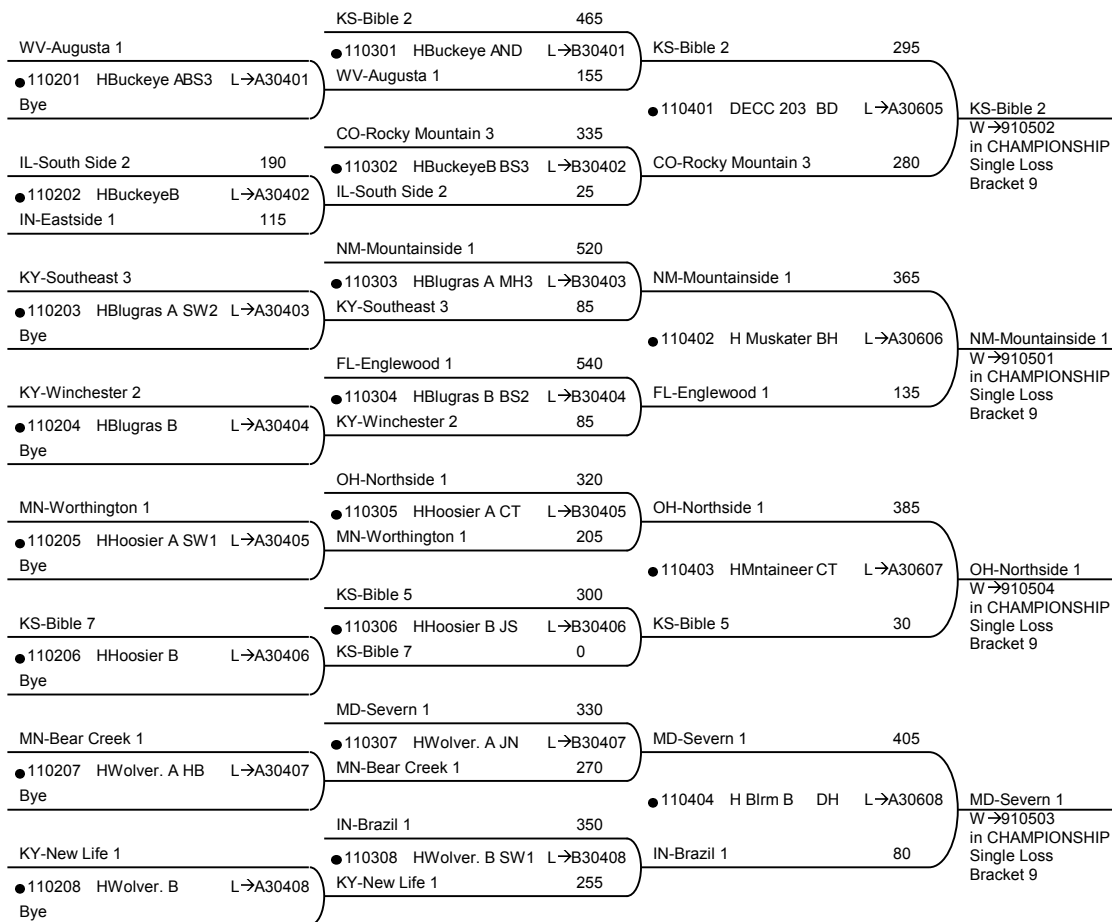 WV-Augusta 1
●110201 HBuckeye ABS3 L→A30401
Bye
IL-South Side 2 190
●110202 HBuckeyeB L→A30402
IN-Eastside 1 115
KY-Southeast 3
●110203 HBlugras A SW2 L→A30403
Bye
KY-Winchester 2
●110204 HBlugras B L→A30404
Bye
MN-Worthington 1
●110205 HHoosier A SW1 L→A30405
Bye
KS-Bible 7
●110206 HHoosier B L→A30406
Bye
MN-Bear Creek 1
●110207 HWolver. A HB L→A30407
Bye
KY-New Life 1
●110208 HWolver. B L→A30408
Bye
KS-Bible 2 465
●110301 HBuckeye AND L→B30401
WV-Augusta 1 155
CO-Rocky Mountain 3 335
●110302 HBuckeyeB BS3 L→B30402
IL-South Side 2 25
NM-Mountainside 1 520
●110303 HBlugras A MH3 L→B30403
KY-Southeast 3 85
FL-Englewood 1 540
●110304 HBlugras B BS2 L→B30404
KY-Winchester 2 85
OH-Northside 1 320
●110305 HHoosier A CT L→B30405
MN-Worthington 1 205
KS-Bible 5 300
●110306 HHoosier B JS L→B30406
KS-Bible 7 0
MD-Severn 1 330
●110307 HWolver. A JN L→B30407
MN-Bear Creek 1 270
IN-Brazil 1 350
●110308 HWolver. B SW1 L→B30408
KY-New Life 1 255
KS-Bible 2 295
●110401 DECC 203 BD L→A30605
CO-Rocky Mountain 3 280
NM-Mountainside 1 365
●110402 H Muskater BH L→A30606
FL-Englewood 1 135
OH-Northside 1 385
●110403 HMntaineer CT L→A30607
KS-Bible 5 30
MD-Severn 1 405
●110404 H Blrm B DH L→A30608
IN-Brazil 1 80
KS-Bible 2
W→910502
in CHAMPIONSHIP
Single Loss
Bracket 9
NM-Mountainside 1
W→910501
in CHAMPIONSHIP
Single Loss
Bracket 9
OH-Northside 1
W→910504
in CHAMPIONSHIP
Single Loss
Bracket 9
MD-Severn 1
W→910503
in CHAMPIONSHIP
Single Loss
Bracket 9